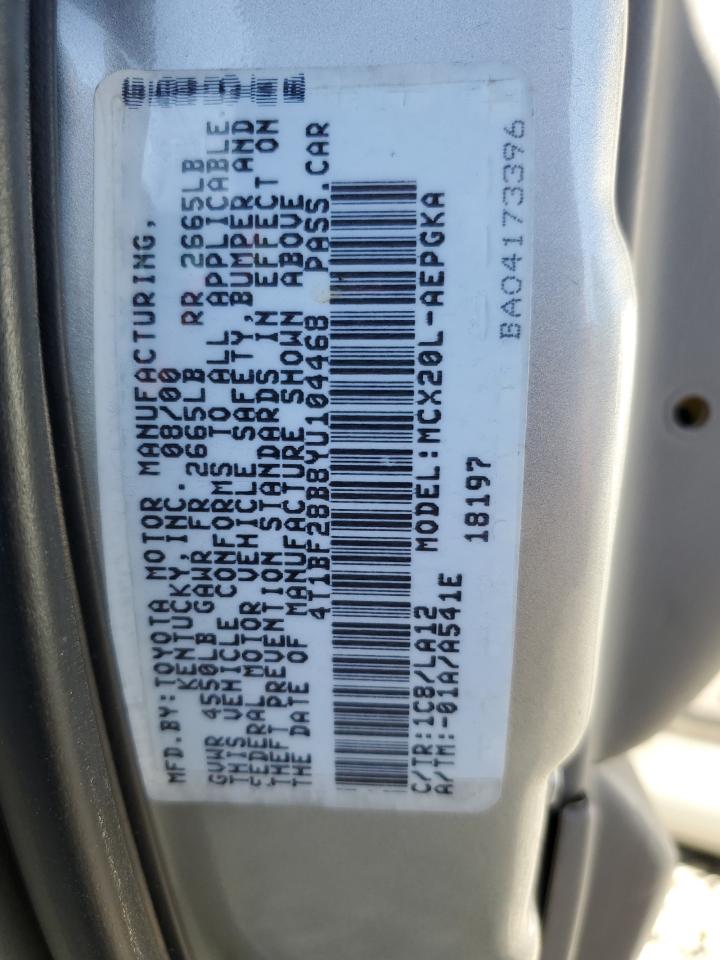 MFD.BY:TOYOTA MOTOR MANUFACTURING,
KENTUCKY,INC. 08/00
GVWR 4550LB GAWR FR 2665LB RR 2665LB
THIS VEHICLE CONFORMS TO ALL APPLICABLE
FEDERAL MOTOR VEHICLE SAFETY,BUMPER AND
THEFT PREVENTION STANDARDS IN EFFECT ON
THE DATE OF MANUFACTURE SHOWN ABOVE
4T1BF28B8YU104468 PASS.CAR
C/TR:1C8/LA12 MODEL:MCX20L-AEPGKA
A/TM:-01A/A541E 18197
BA04173396